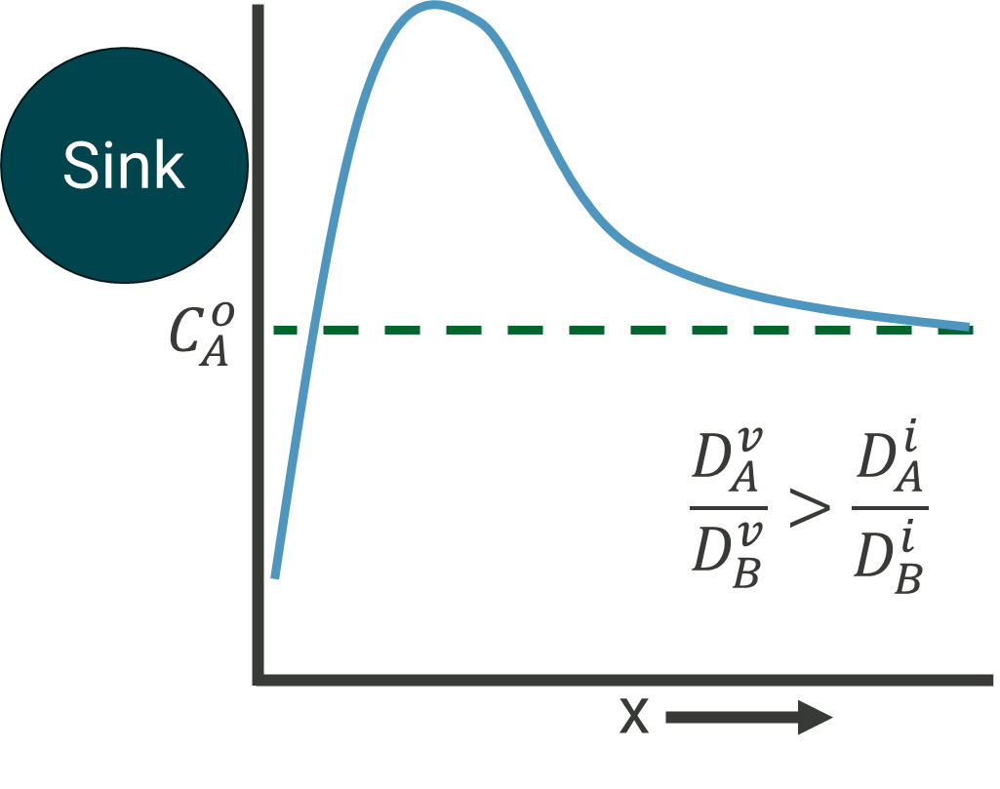 Sink
C_A^o
D_A^v / D_B^v > D_A^i / D_B^i
x